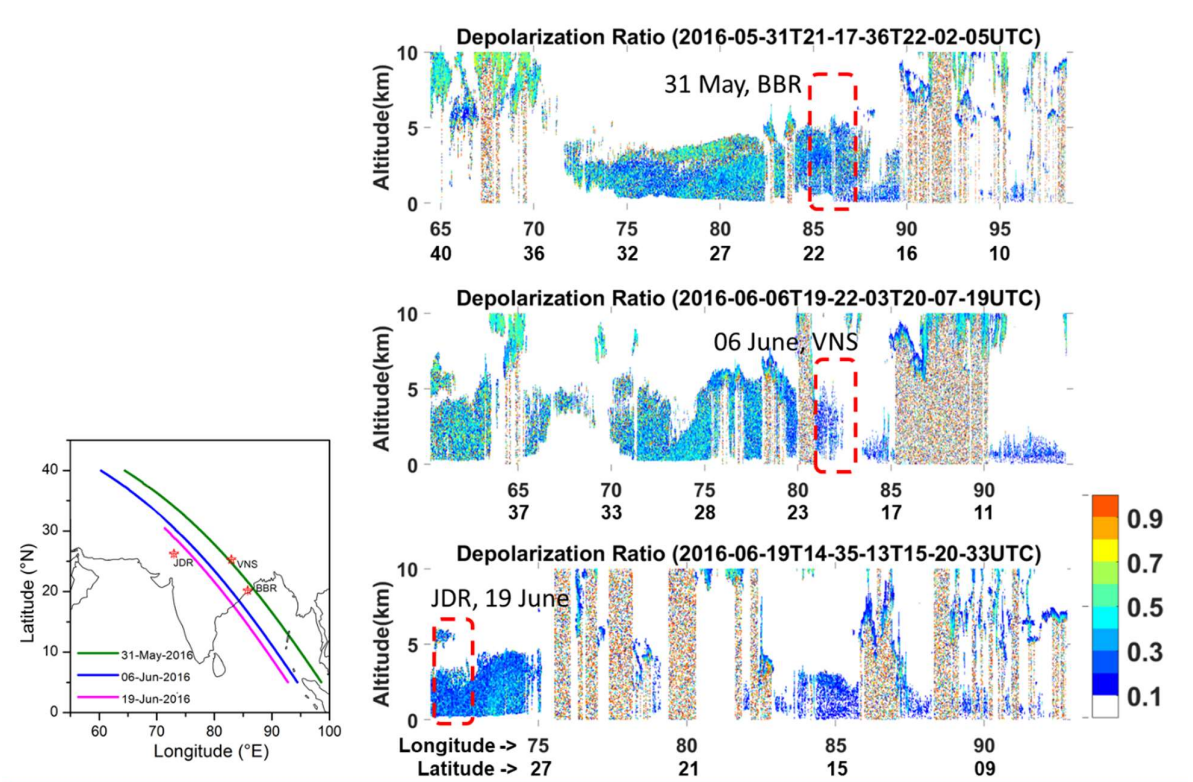 Depolarization Ratio (2016-05-31T21-17-36T22-02-05UTC)
31 May, BBR
Altitude(km)
10
5
0
65 70 75 80 85 90 95
40 36 32 27 22 16 10
Depolarization Ratio (2016-06-06T19-22-03T20-07-19UTC)
06 June, VNS
Altitude(km)
10
5
0
65 70 75 80 85 90
37 33 28 23 17 11
Depolarization Ratio (2016-06-19T14-35-13T15-20-33UTC)
JDR, 19 June
Altitude(km)
10
5
0
Longitude -> 75 80 85 90
Latitude -> 27 21 15 09
0.9
0.7
0.5
0.3
0.1
Latitude (°N)
40
30
20
10
0
JDR
VNS
BBR
31-May-2016
06-Jun-2016
19-Jun-2016
60 70 80 90 100
Longitude (°E)